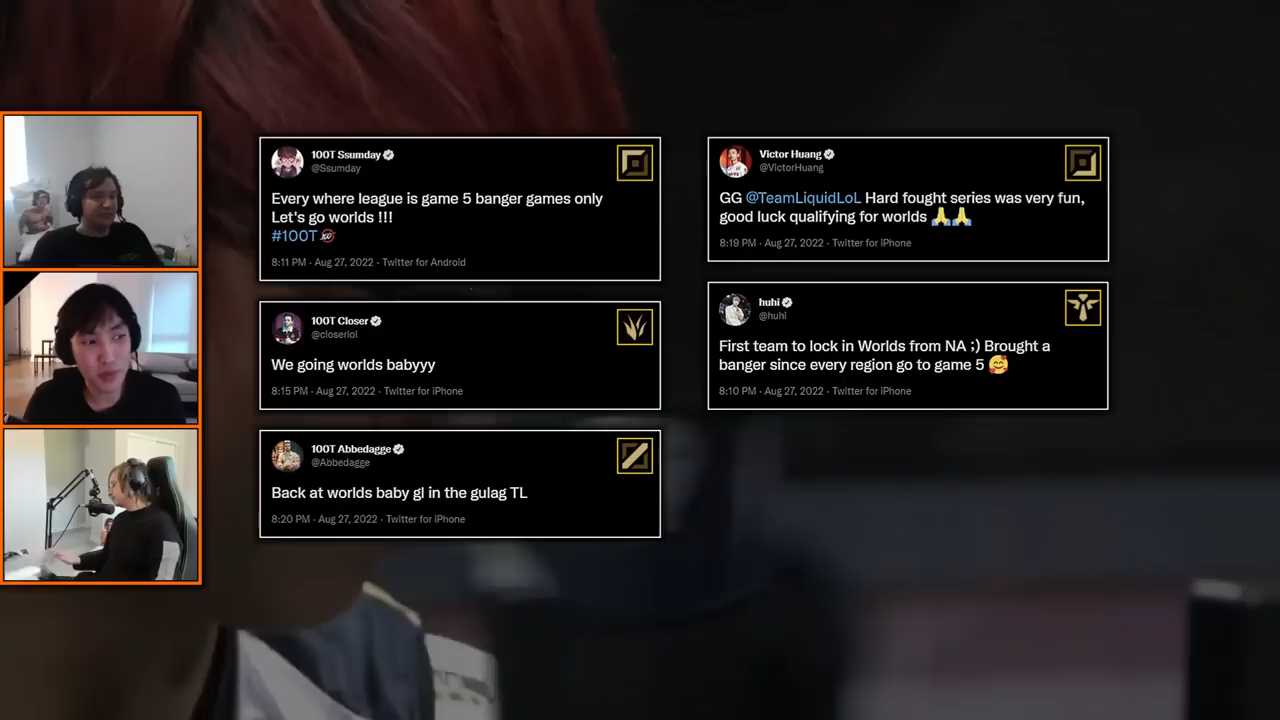 100T Ssumday
@Ssumday
Every where league is game 5 banger games only
Let's go worlds !!!
#100T
8:11 PM · Aug 27, 2022 · Twitter for Android
100T Closer
@closerlol
We going worlds babyyy
8:15 PM · Aug 27, 2022 · Twitter for iPhone
100T Abbedagge
@Abbedagge
Back at worlds baby gl in the gulag TL
8:20 PM · Aug 27, 2022 · Twitter for iPhone
Victor Huang
@VictorHuang
GG @TeamLiquidLoL Hard fought series was very fun,
good luck qualifying for worlds 🙏🙏
8:19 PM · Aug 27, 2022 · Twitter for iPhone
huhi
@huhi
First team to lock in Worlds from NA ;) Brought a
banger since every region go to game 5 🥰
8:10 PM · Aug 27, 2022 · Twitter for iPhone